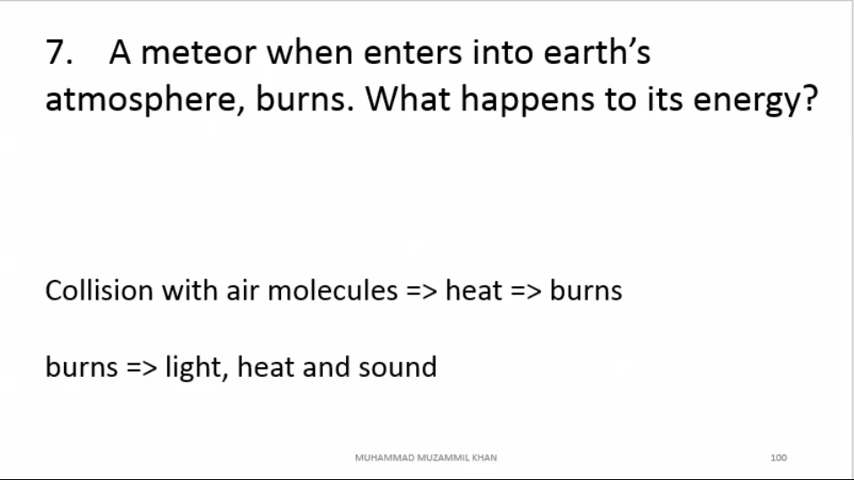 7. A meteor when enters into earth’s
atmosphere, burns. What happens to its energy?
Collision with air molecules => heat => burns
burns => light, heat and sound
MUHAMMAD MUZAMMIL KHAN
100